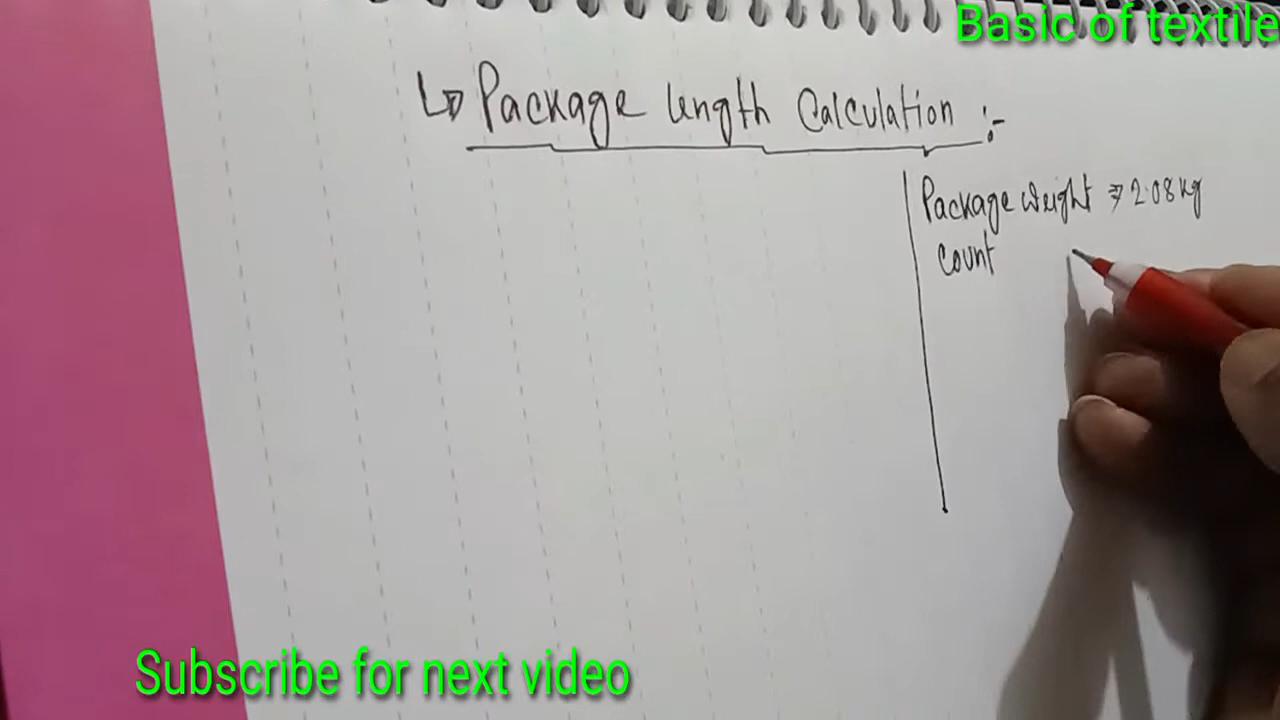 Basic of textile
Package length Calculation :-
Package weight ⇒ 2.08 kg
Count
Subscribe for next video